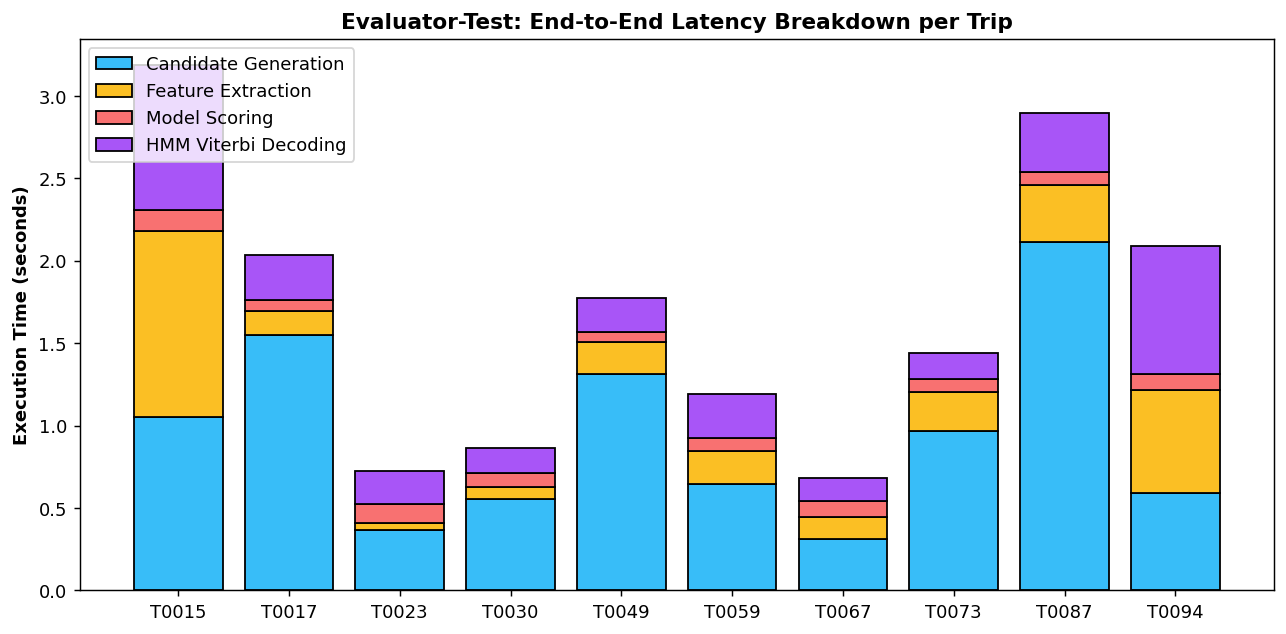 Evaluator-Test: End-to-End Latency Breakdown per Trip
Candidate Generation
Feature Extraction
Model Scoring
HMM Viterbi Decoding
Execution Time (seconds)
3.0
2.5
2.0
1.5
1.0
0.5
0.0
T0015 T0017 T0023 T0030 T0049 T0059 T0067 T0073 T0087 T0094